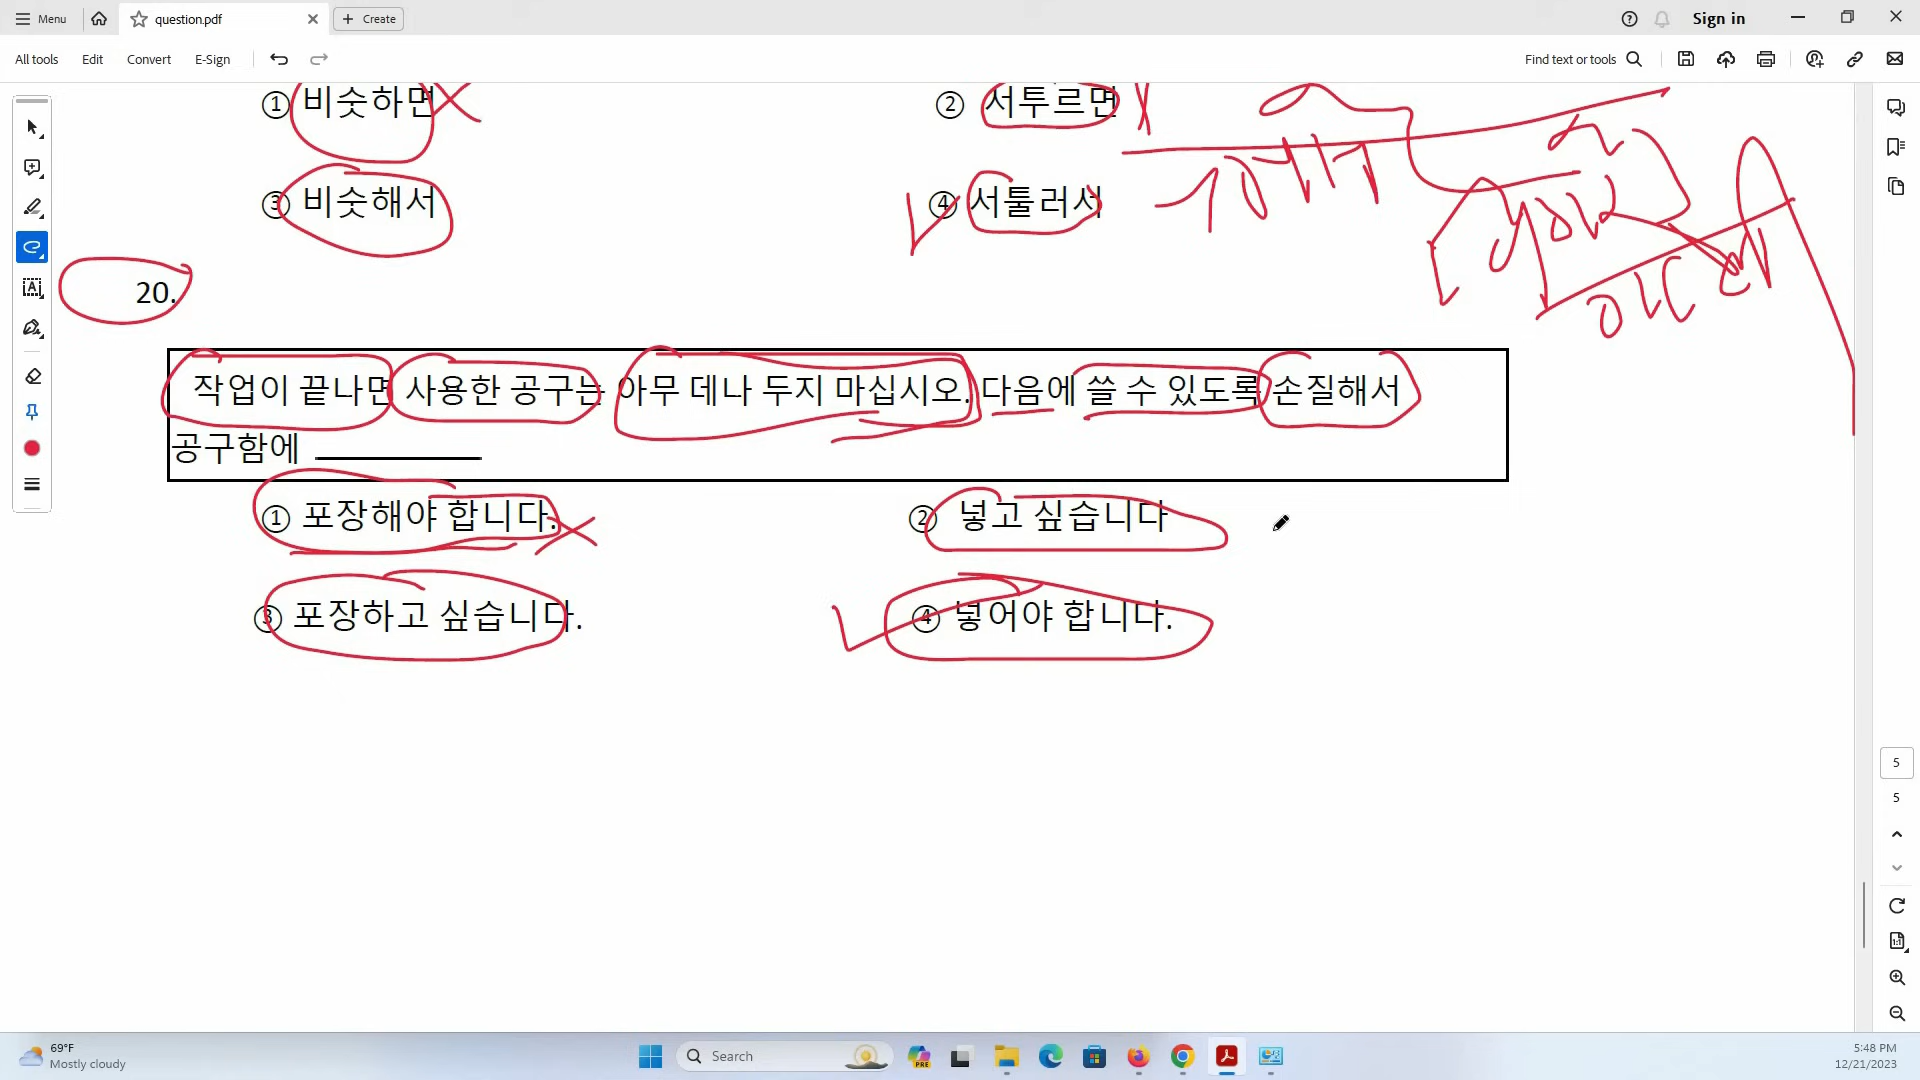 Menu
question.pdf
Create
Sign in
All tools
Edit
Convert
E-Sign
Find text or tools
① 비슷하면
② 서투르면
③ 비슷해서
④ 서툴러서
20.
작업이 끝나면 사용한 공구는 아무 데나 두지 마십시오. 다음에 쓸 수 있도록 손질해서
공구함에
① 포장해야 합니다.
② 넣고 싶습니다
③ 포장하고 싶습니다.
④ 넣어야 합니다.
5
5
69°F
Mostly cloudy
Search
PRE
5:48 PM
12/21/2023